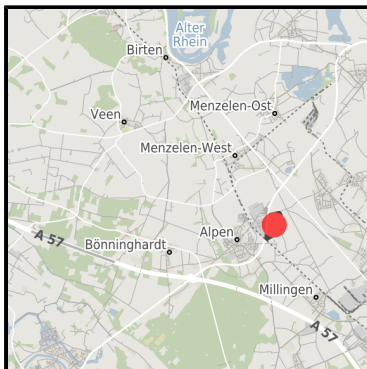 Alter
Rhein
Birten
Menzelen-Ost
Veen
Menzelen-West
A 57
Bönninghardt
Alpen
Millingen
A 57